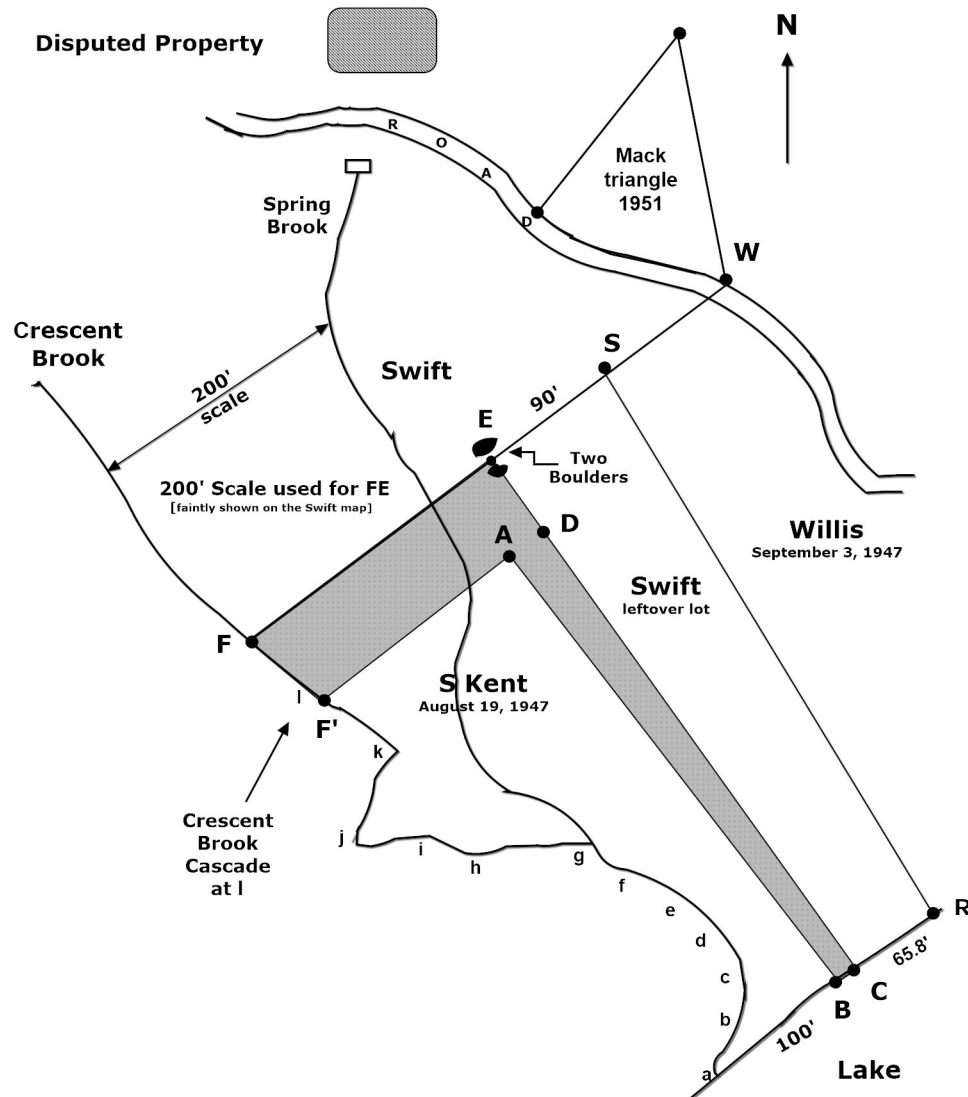 Disputed Property
N
R
O
A
D
Mack
triangle
1951
Spring
Brook
W
Crescent
Brook
200'
scale
Swift
S
90'
E
Two
Boulders
200' Scale used for FE
[faintly shown on the Swift map]
A
D
Willis
September 3, 1947
Swift
leftover lot
F
l
F'
S Kent
August 19, 1947
k
Crescent
Brook
Cascade
at l
j
i
h
g
f
e
d
c
b
a
R
65.8'
B
C
100'
Lake